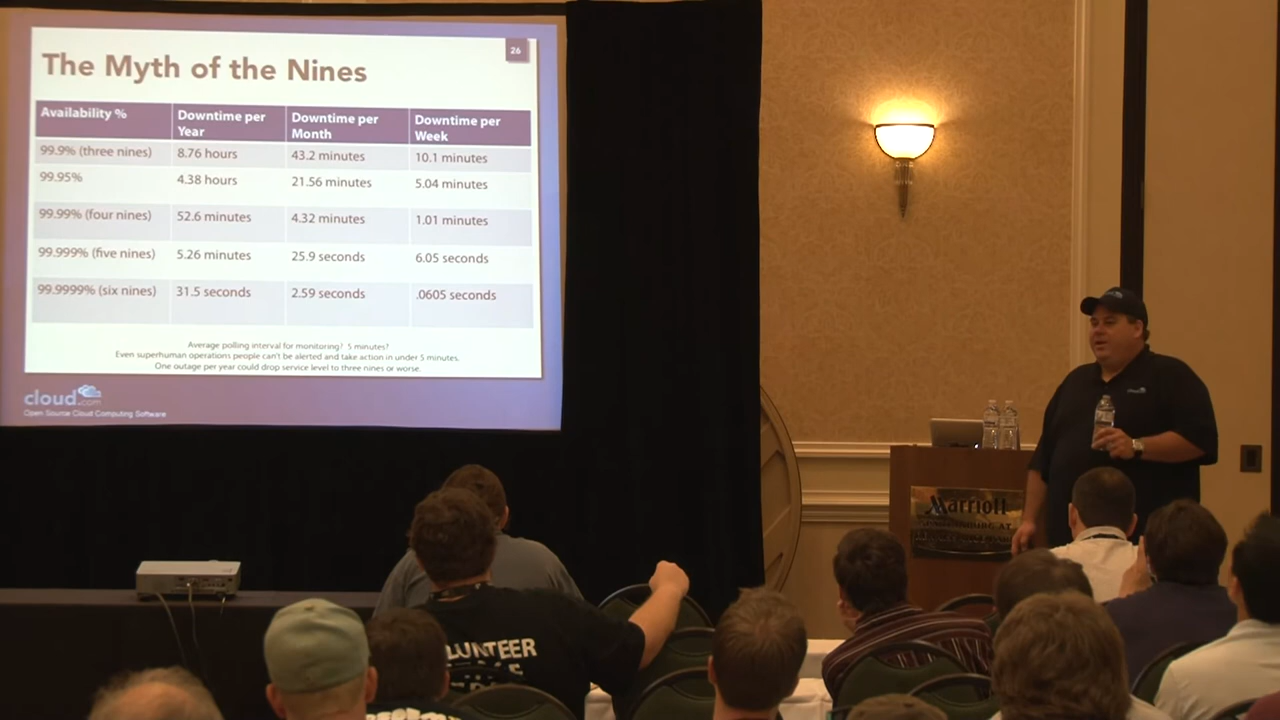 26
The Myth of the Nines
Availability % Downtime per Year Downtime per Month Downtime per Week
99.9% (three nines) 8.76 hours 43.2 minutes 10.1 minutes
99.95% 4.38 hours 21.56 minutes 5.04 minutes
99.99% (four nines) 52.6 minutes 4.32 minutes 1.01 minutes
99.999% (five nines) 5.26 minutes 25.9 seconds 6.05 seconds
99.9999% (six nines) 31.5 seconds 2.59 seconds .0605 seconds
Average polling interval for monitoring? 5 minutes?
Even superhuman operations people can't be alerted and take action in under 5 minutes.
One outage per year could drop service level to three nines or worse.
cloud.com
Open Source Cloud Computing Software
Marriott
LUNTEER